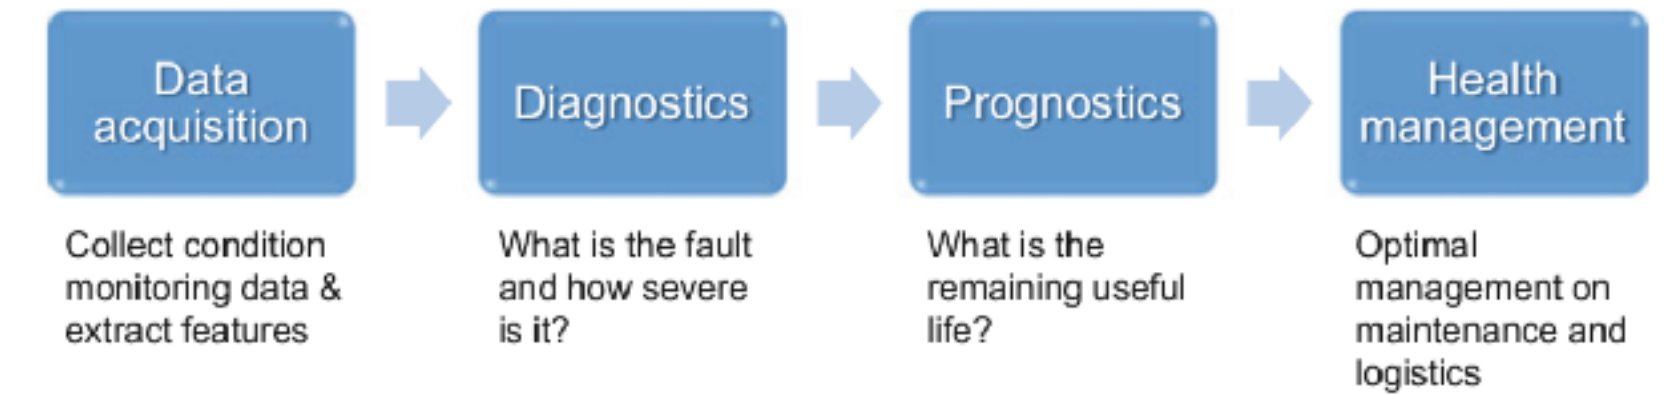 Data
acquisition
Diagnostics
Prognostics
Health
management
Collect condition
monitoring data &
extract features
What is the fault
and how severe
is it?
What is the
remaining useful
life?
Optimal
management on
maintenance and
logistics